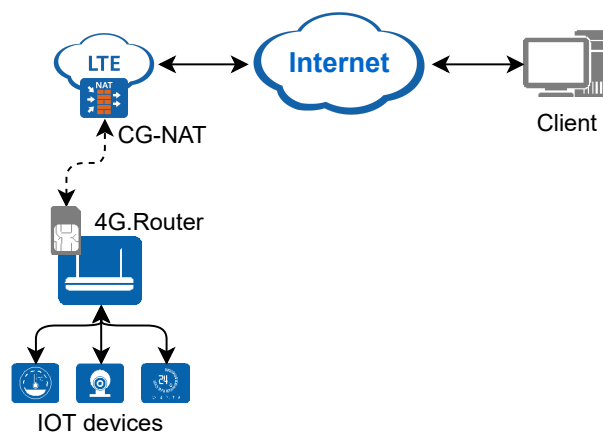 LTE
Internet
NAT
CG-NAT
Client
4G.Router
24
IOT devices